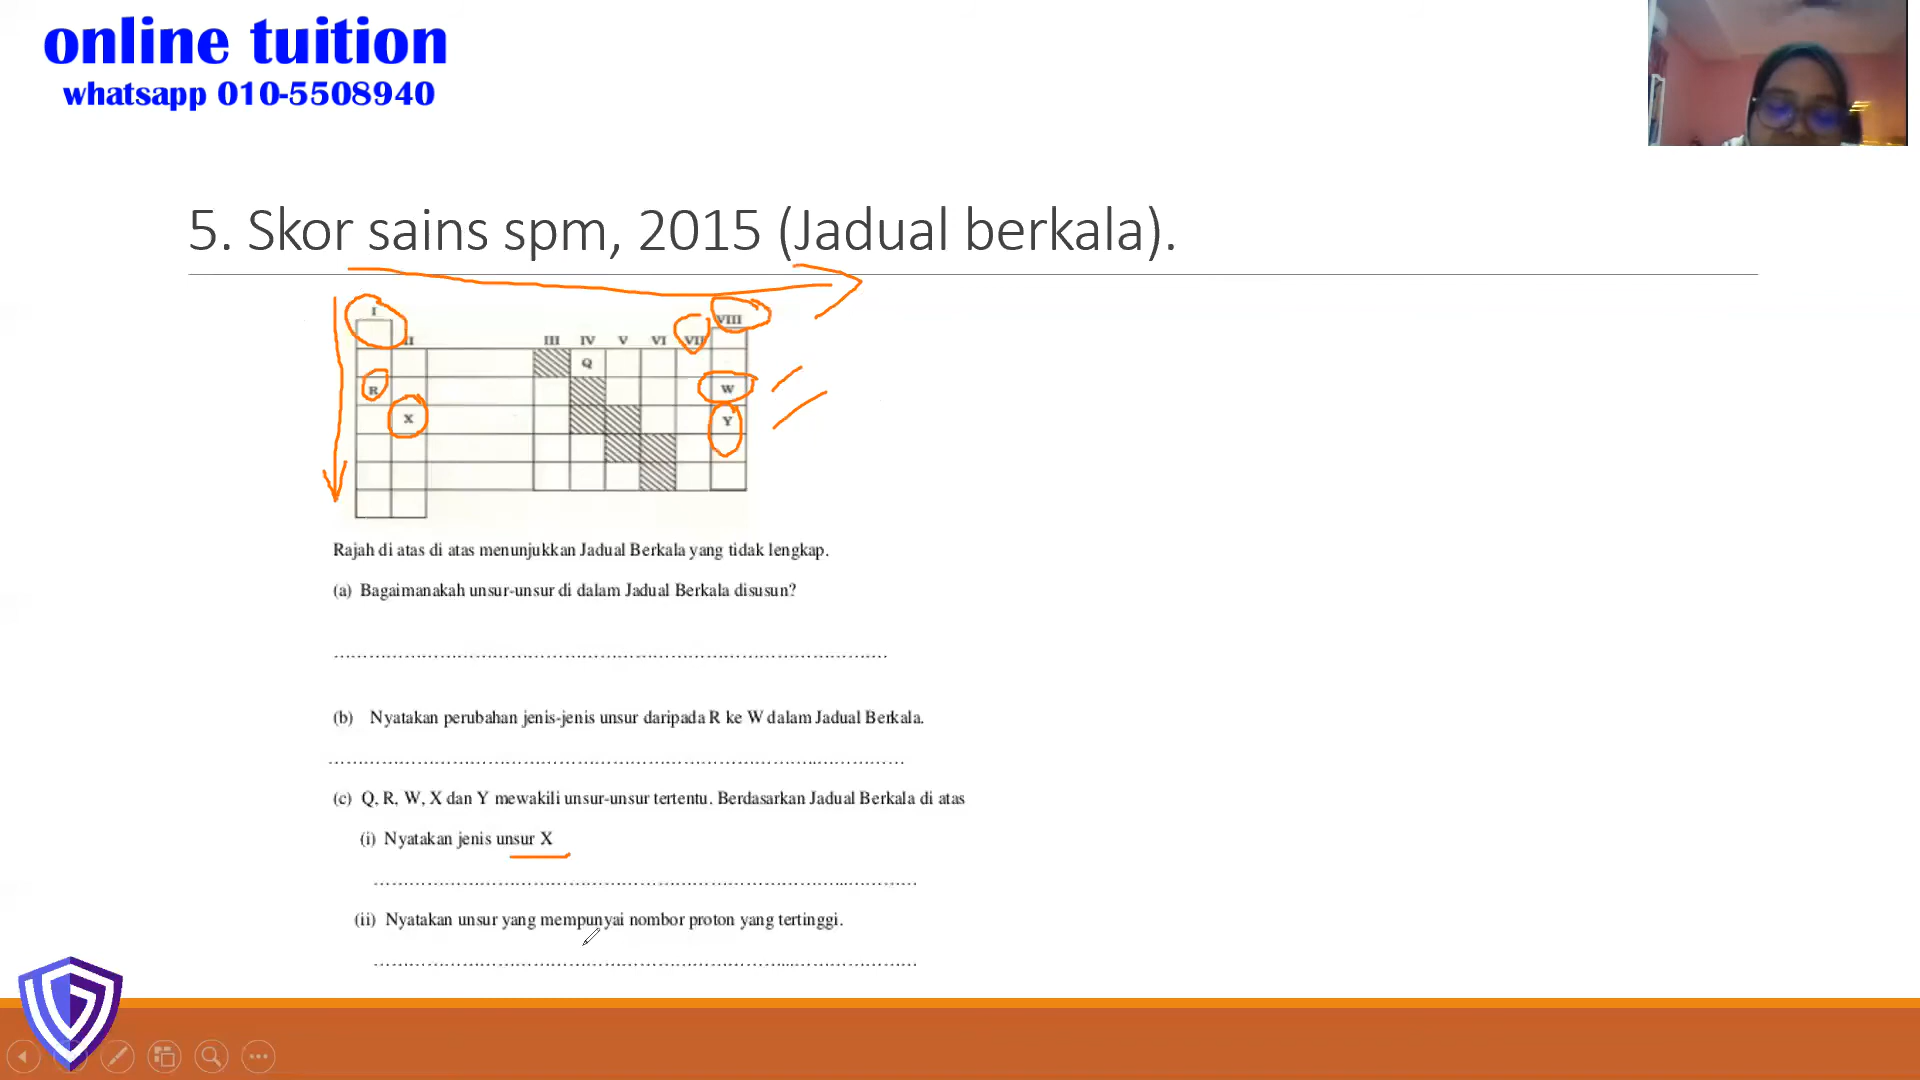 online tuition
whatsapp 010-5508940
5. Skor sains spm, 2015 (Jadual berkala).
I
VIII
II
III IV V VI VII
Q
R
W
X
Y
Rajah di atas di atas menunjukkan Jadual Berkala yang tidak lengkap.
(a) Bagaimanakah unsur-unsur di dalam Jadual Berkala disusun?
(b) Nyatakan perubahan jenis-jenis unsur daripada R ke W dalam Jadual Berkala.
(c) Q, R, W, X dan Y mewakili unsur-unsur tertentu. Berdasarkan Jadual Berkala di atas
(i) Nyatakan jenis unsur X
(ii) Nyatakan unsur yang mempunyai nombor proton yang tertinggi.